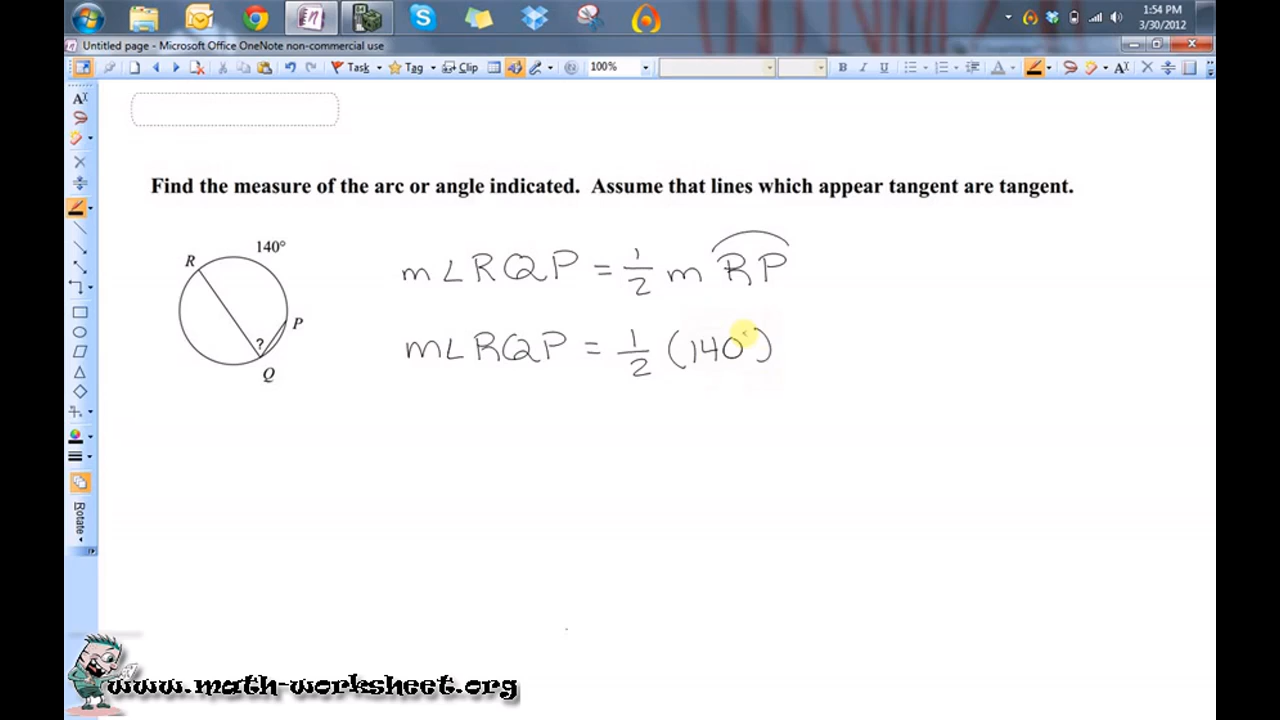 1:54 PM
3/30/2012
Untitled page - Microsoft Office OneNote non-commercial use
Task Tag Clip 100% B I U A
Find the measure of the arc or angle indicated. Assume that lines which appear tangent are tangent.
140°
R
P
?
Q
m∠RQP = 1/2 m RP
m∠RQP = 1/2 (140°)
Rotate
www.math-worksheet.org